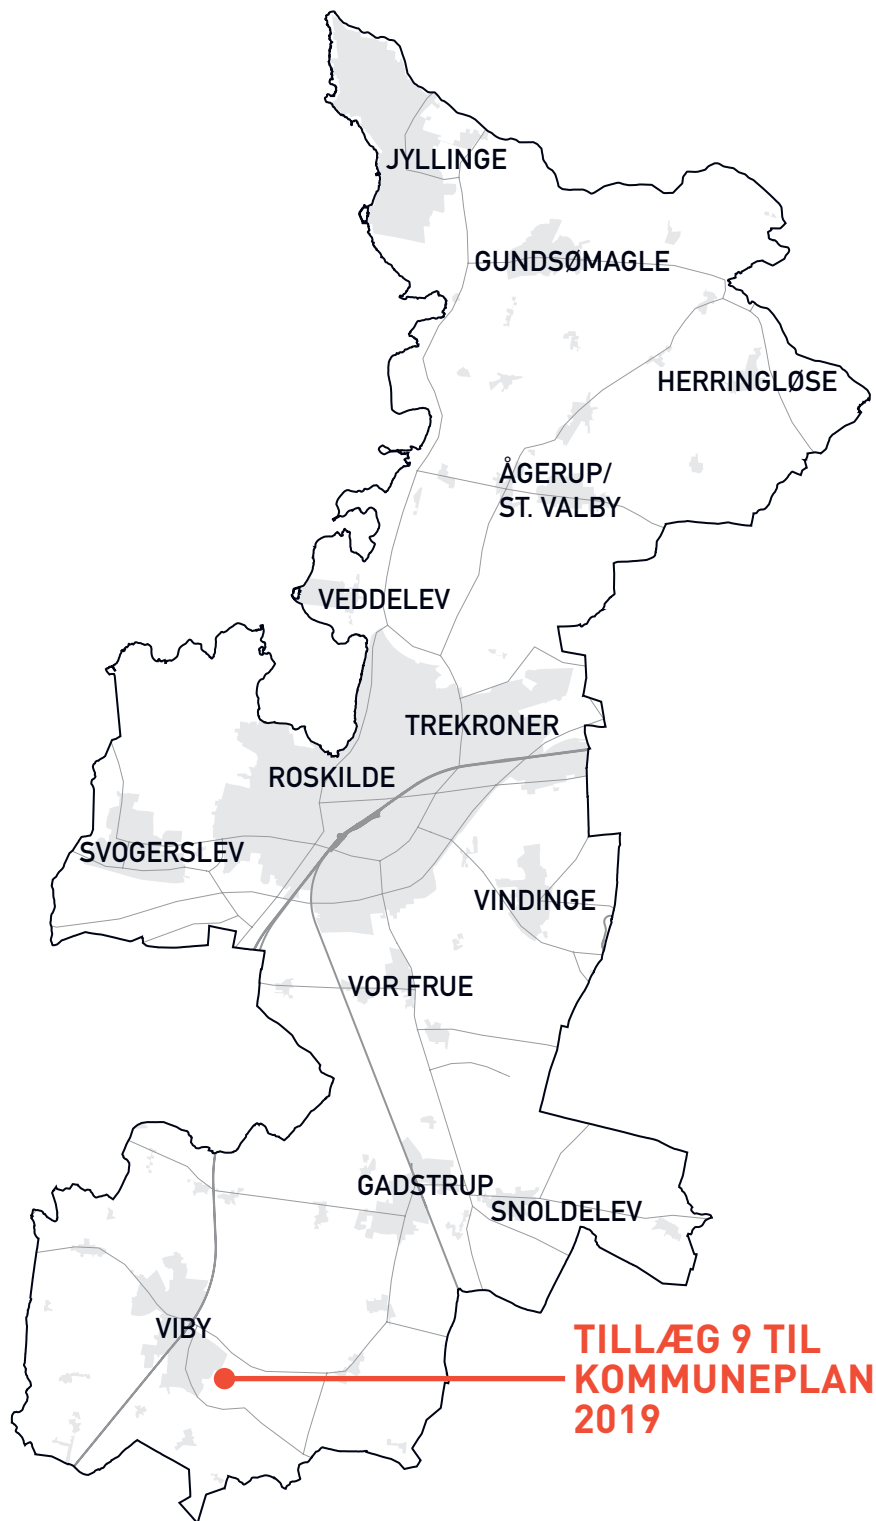 JYLLINGE
GUNDSØMAGLE
HERRINGLØSE
ÅGERUP/
ST. VALBY
VEDDELEV
TREKRONER
ROSKILDE
SVOGERSLEV
VINDINGE
VOR FRUE
GADSTRUP
SNOLDELEV
VIBY
TILLÆG 9 TIL
KOMMUNEPLAN
2019